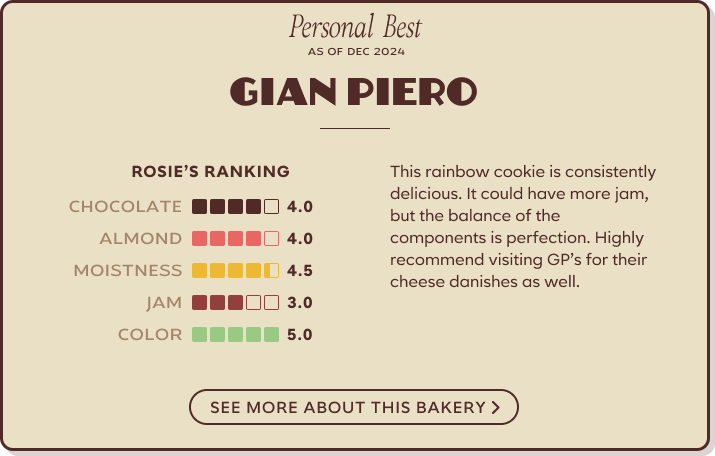 Personal Best
AS OF DEC 2024
GIAN PIERO
ROSIE’S RANKING
CHOCOLATE 4.0
ALMOND 4.0
MOISTNESS 4.5
JAM 3.0
COLOR 5.0
This rainbow cookie is consistently
delicious. It could have more jam,
but the balance of the
components is perfection. Highly
recommend visiting GP’s for their
cheese danishes as well.
SEE MORE ABOUT THIS BAKERY